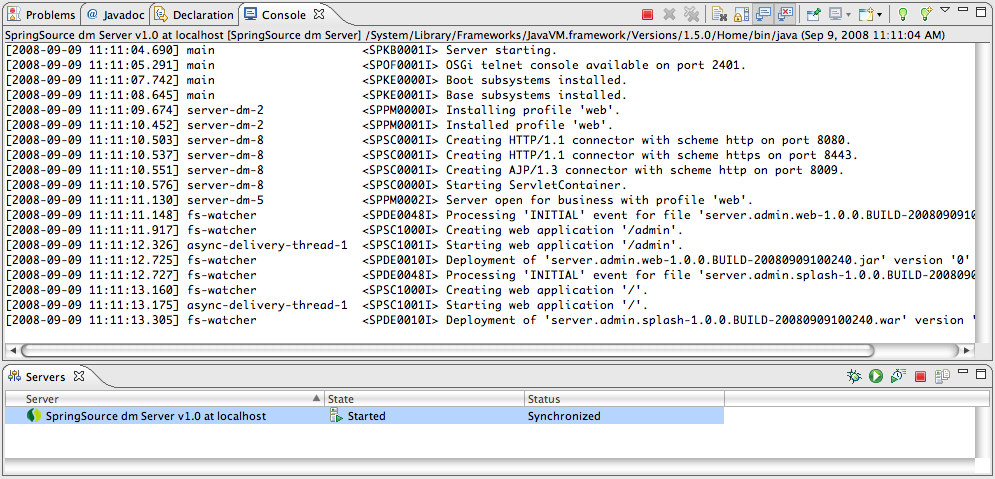 Problems @ Javadoc Declaration Console
SpringSource dm Server v1.0 at localhost [SpringSource dm Server] /System/Library/Frameworks/JavaVM.framework/Versions/1.5.0/Home/bin/java (Sep 9, 2008 11:11:04 AM)
[2008-09-09 11:11:04.690] main <SPKB0001I> Server starting.
[2008-09-09 11:11:05.291] main <SPOF0001I> OSGi telnet console available on port 2401.
[2008-09-09 11:11:07.742] main <SPKE0000I> Boot subsystems installed.
[2008-09-09 11:11:08.645] main <SPKE0001I> Base subsystems installed.
[2008-09-09 11:11:09.674] server-dm-2 <SPPM0000I> Installing profile 'web'.
[2008-09-09 11:11:10.452] server-dm-2 <SPPM0001I> Installed profile 'web'.
[2008-09-09 11:11:10.503] server-dm-8 <SPSC0001I> Creating HTTP/1.1 connector with scheme http on port 8080.
[2008-09-09 11:11:10.537] server-dm-8 <SPSC0001I> Creating HTTP/1.1 connector with scheme https on port 8443.
[2008-09-09 11:11:10.551] server-dm-8 <SPSC0001I> Creating AJP/1.3 connector with scheme http on port 8009.
[2008-09-09 11:11:10.576] server-dm-8 <SPSC0000I> Starting ServletContainer.
[2008-09-09 11:11:11.130] server-dm-5 <SPPM0002I> Server open for business with profile 'web'.
[2008-09-09 11:11:11.148] fs-watcher <SPDE0048I> Processing 'INITIAL' event for file 'server.admin.web-1.0.0.BUILD-2008090910
[2008-09-09 11:11:11.917] fs-watcher <SPSC1000I> Creating web application '/admin'.
[2008-09-09 11:11:12.326] async-delivery-thread-1 <SPSC1001I> Starting web application '/admin'.
[2008-09-09 11:11:12.725] fs-watcher <SPDE0010I> Deployment of 'server.admin.web-1.0.0.BUILD-20080909100240.jar' version '0'
[2008-09-09 11:11:12.727] fs-watcher <SPDE0048I> Processing 'INITIAL' event for file 'server.admin.splash-1.0.0.BUILD-2008090
[2008-09-09 11:11:13.160] fs-watcher <SPSC1000I> Creating web application '/'.
[2008-09-09 11:11:13.175] async-delivery-thread-1 <SPSC1001I> Starting web application '/'.
[2008-09-09 11:11:13.305] fs-watcher <SPDE0010I> Deployment of 'server.admin.splash-1.0.0.BUILD-20080909100240.war' version '
Servers
Server State Status
SpringSource dm Server v1.0 at localhost Started Synchronized